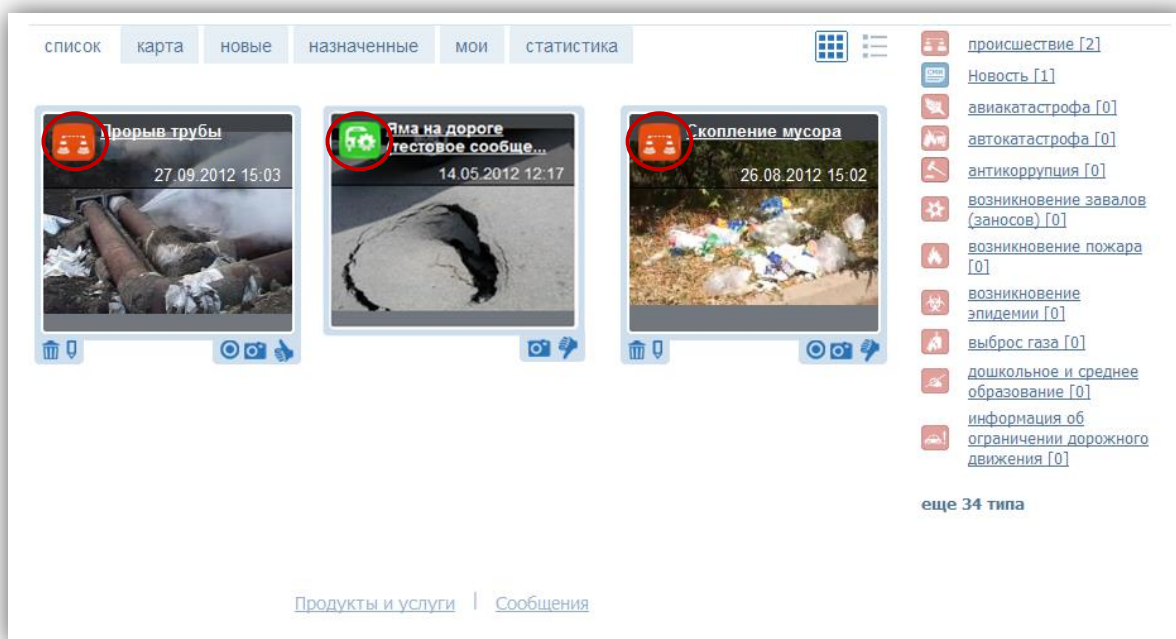 список карта новые назначенные мои статистика
Прорыв трубы
27.09.2012 15:03
Яма на дороге
(тестовое сообще...
14.05.2012 12:17
Скопление мусора
26.08.2012 15:02
происшествие [2]
Новость [1]
авиакатастрофа [0]
автокатастрофа [0]
антикоррупция [0]
возникновение завалов
(заносов) [0]
возникновение пожара
[0]
возникновение
эпидемии [0]
выброс газа [0]
дошкольное и среднее
образование [0]
информация об
ограничении дорожного
движения [0]
еще 34 типа
Продукты и услуги | Сообщения